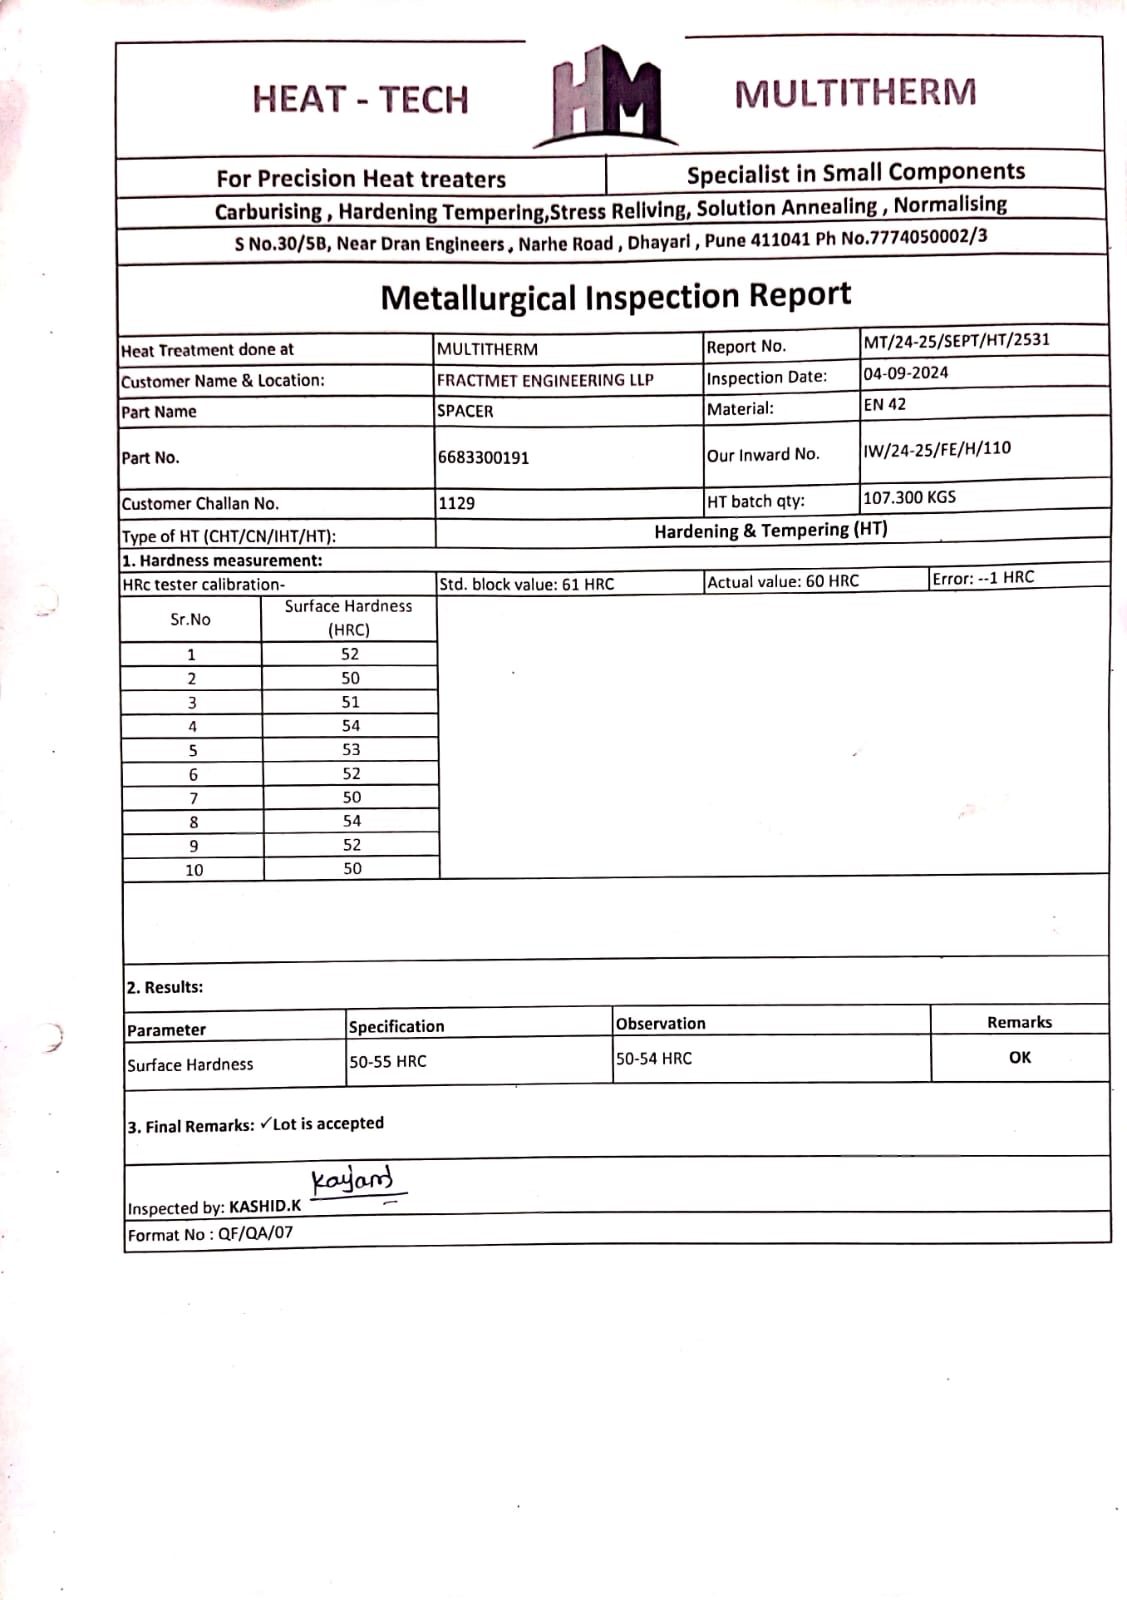 HEAT - TECH HM MULTITHERM
For Precision Heat treaters Specialist in Small Components
Carburising , Hardening Tempering,Stress Reliving, Solution Annealing , Normalising
S No.30/5B, Near Dran Engineers , Narhe Road , Dhayari , Pune 411041 Ph No.7774050002/3
Metallurgical Inspection Report
Heat Treatment done at MULTITHERM Report No. MT/24-25/SEPT/HT/2531
Customer Name & Location: FRACTMET ENGINEERING LLP Inspection Date: 04-09-2024
Part Name SPACER Material: EN 42
Part No. 6683300191 Our Inward No. IW/24-25/FE/H/110
Customer Challan No. 1129 HT batch qty: 107.300 KGS
Type of HT (CHT/CN/IHT/HT): Hardening & Tempering (HT)
1. Hardness measurement:
HRc tester calibration- Std. block value: 61 HRC Actual value: 60 HRC Error: --1 HRC
Sr.No Surface Hardness
(HRC)
1 52
2 50
3 51
4 54
5 53
6 52
7 50
8 54
9 52
10 50
2. Results:
Parameter Specification Observation Remarks
Surface Hardness 50-55 HRC 50-54 HRC OK
3. Final Remarks: ✓Lot is accepted
Inspected by: KASHID.K
Format No : QF/QA/07